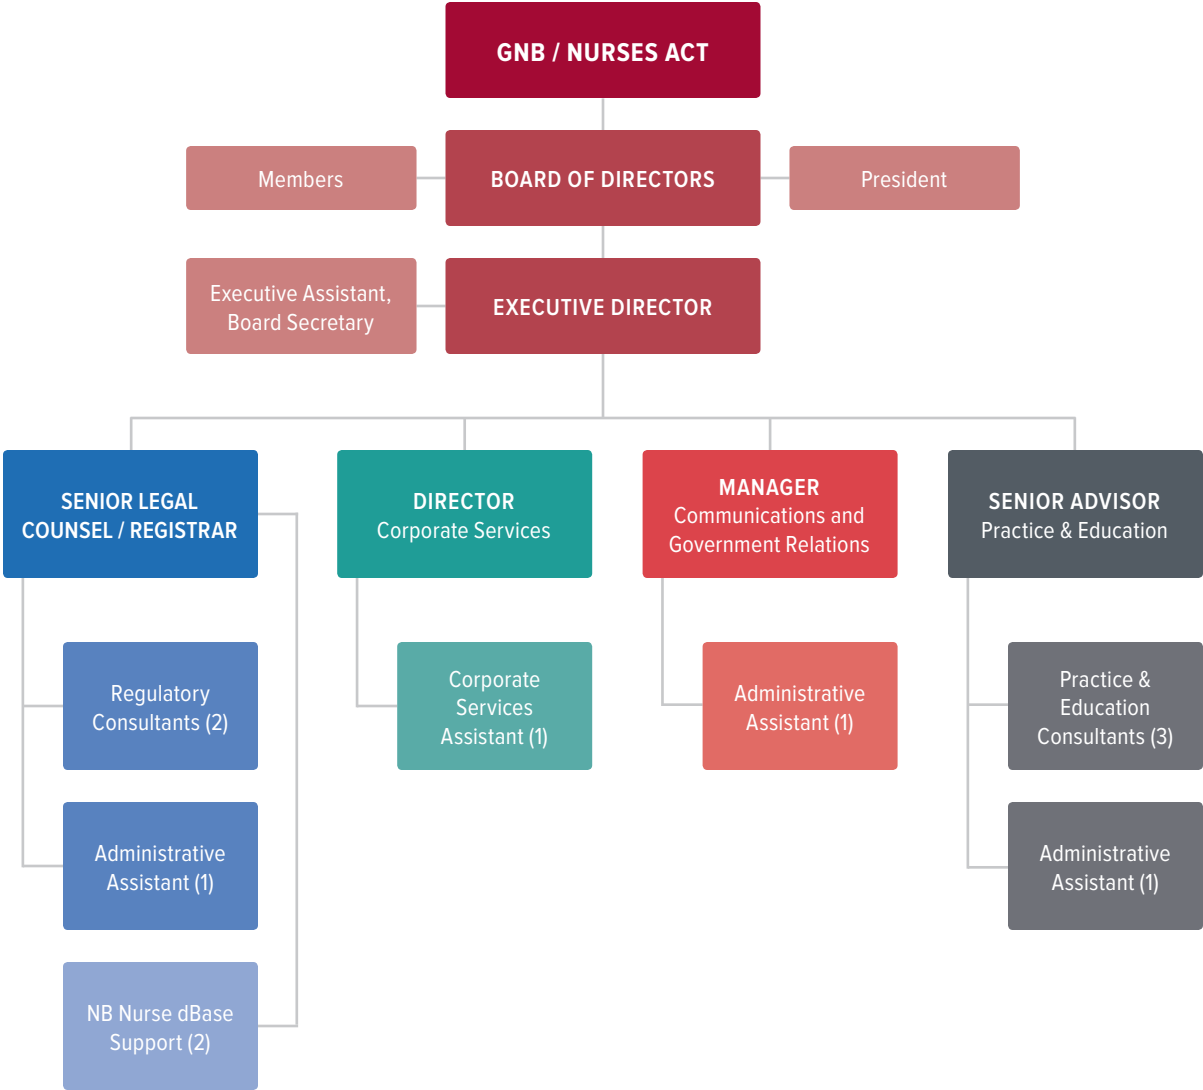 GNB / NURSES ACT
Members
BOARD OF DIRECTORS
President
Executive Assistant,
Board Secretary
EXECUTIVE DIRECTOR
SENIOR LEGAL
COUNSEL / REGISTRAR
DIRECTOR
Corporate Services
MANAGER
Communications and
Government Relations
SENIOR ADVISOR
Practice & Education
Regulatory
Consultants (2)
Corporate
Services
Assistant (1)
Administrative
Assistant (1)
Practice &
Education
Consultants (3)
Administrative
Assistant (1)
Administrative
Assistant (1)
NB Nurse dBase
Support (2)